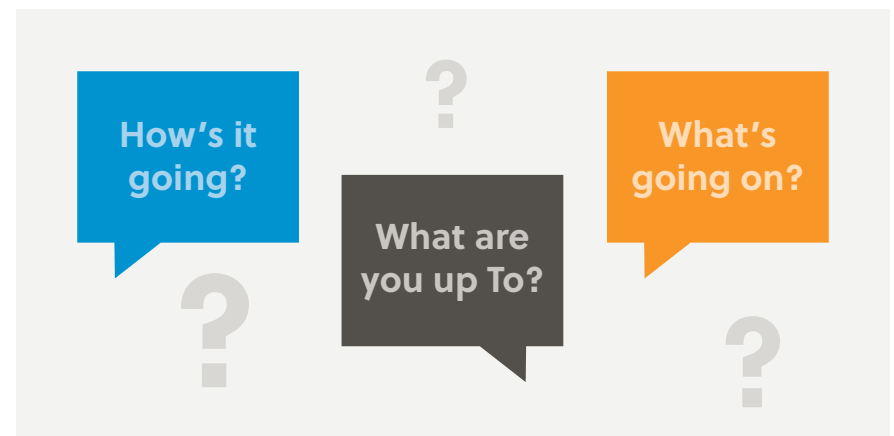 How's it
going?
?
What are
you up To?
What's
going on?
?
?